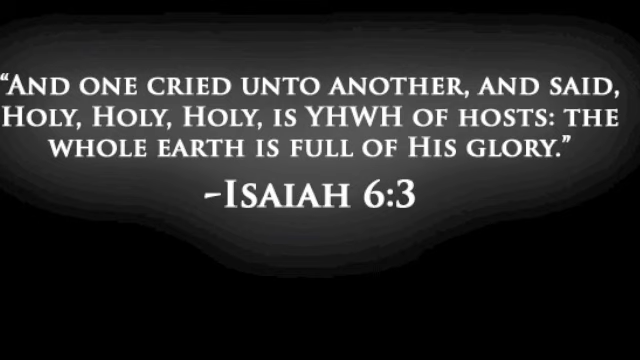 “And one cried unto another, and said,
Holy, Holy, Holy, is YHWH of hosts: the
whole earth is full of His glory.”
-Isaiah 6:3